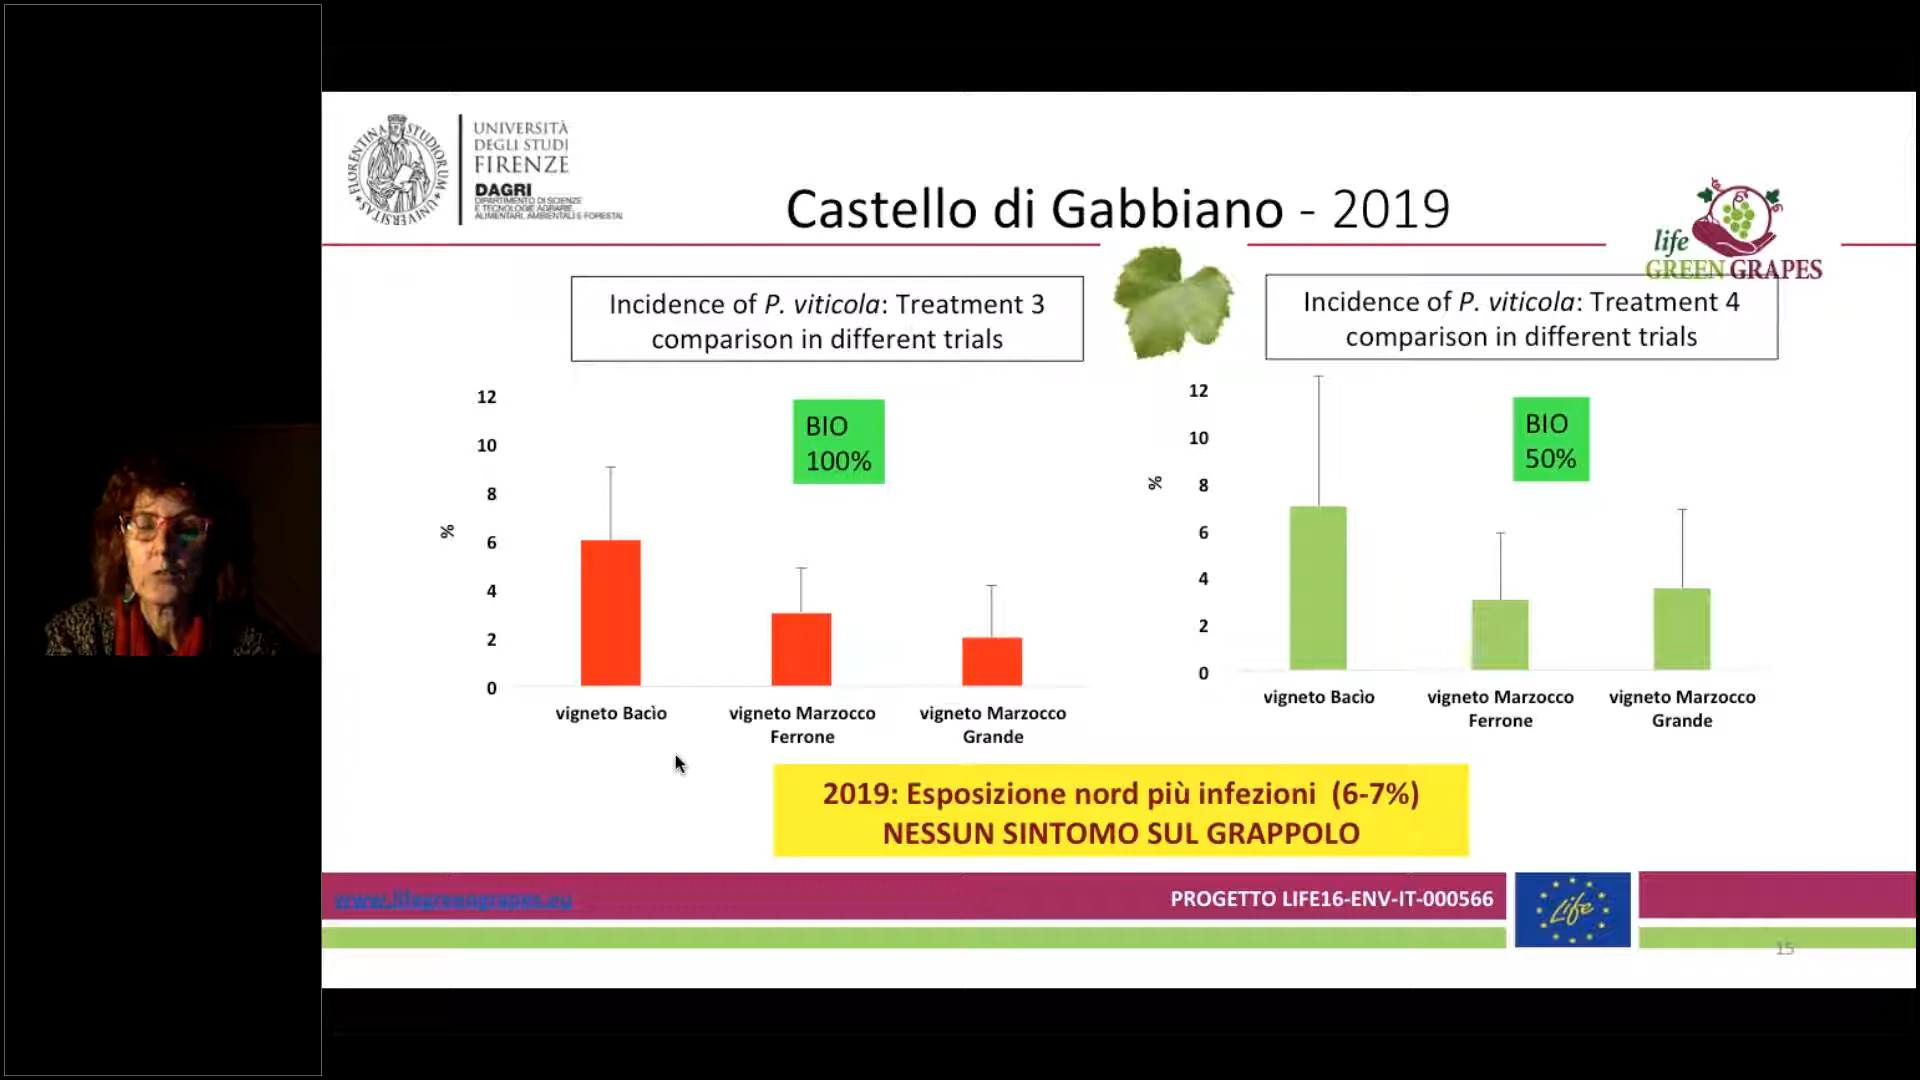 FLORENTINA STUDIORUM UNIVERSITAS
UNIVERSITÀ
DEGLI STUDI
FIRENZE
DAGRI
DIPARTIMENTO DI SCIENZE
E TECNOLOGIE AGRARIE,
ALIMENTARI, AMBIENTALI E FORESTALI
Castello di Gabbiano - 2019
life
GREEN GRAPES
Incidence of P. viticola: Treatment 3
comparison in different trials
Incidence of P. viticola: Treatment 4
comparison in different trials
BIO
100%
%
12
10
8
6
4
2
0
vigneto Bacìo
vigneto Marzocco
Ferrone
vigneto Marzocco
Grande
BIO
50%
%
12
10
8
6
4
2
0
vigneto Bacìo
vigneto Marzocco
Ferrone
vigneto Marzocco
Grande
2019: Esposizione nord più infezioni (6-7%)
NESSUN SINTOMO SUL GRAPPOLO
www.lifegreengrapes.eu
PROGETTO LIFE16-ENV-IT-000566
Life
15